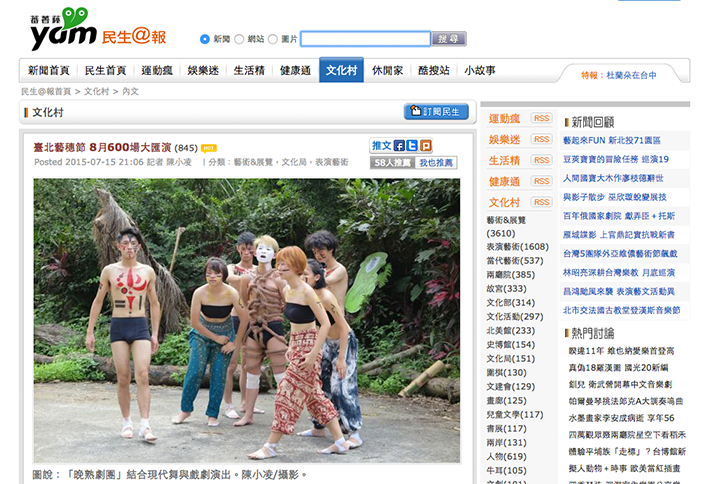 蕃薯藤
yam 民生@報
新聞 網站 圖片 搜尋
新聞首頁 民生首頁 運動瘋 娛樂迷 生活精 健康通 文化村 休閒家 酷搜站 小故事
特報：杜蘭朵在台中
民生@報首頁 > 文化村 > 內文
文化村
訂閱民生
臺北藝穗節 8月600場大匯演 (845) HOT
推文
Posted 2015-07-15 21:06 記者 陳小凌 ｜分類：藝術&展覽，文化局，表演藝術
58人推薦 我也推薦
圖說：「晚熟劇團」結合現代舞與戲劇演出。陳小凌/攝影。
運動瘋 RSS
娛樂迷 RSS
生活精 RSS
健康通 RSS
文化村 RSS
藝術&展覽
(3610)
表演藝術(1608)
當代藝術(537)
兩廳院(385)
故宮(333)
文化部(314)
文化活動(297)
北美館(233)
史博館(154)
文化局(151)
圍棋(130)
文建會(129)
畫廊(125)
兒童文學(117)
書展(117)
兩岸(131)
人物(619)
牛耳(105)
新聞回顧
藝起來FUN 新北投71園區
豆莢寶寶的冒險任務 巡演19
人間國寶大木作廖枝德辭世
與影子散步 巫欣璇蛻變展技
百年俄國家劇院 獻弄臣＋托斯
雁域諜影 上官鼎記實抗戰新書
台灣5團隊外亞維儂藝術節飆戲
林昭亮深耕台灣樂教 月底巡演
昌鴻颱風來襲 表演藝文活動異
北市交法國古教堂登漢斯音樂節
熱門討論
睽違11年 維也納愛樂首登高
真偽18羅漢圖 國光20新編
釧兒 衛武營開幕中文音樂劇
帕爾曼琴挑法郎克A大調奏鳴曲
水墨畫家李安成病逝 享年56
四萬觀眾漲兩廳院星空下看稻禾
體驗平埔族「走標」？台博館新
擬人動物＋時事 歐美當紅插畫